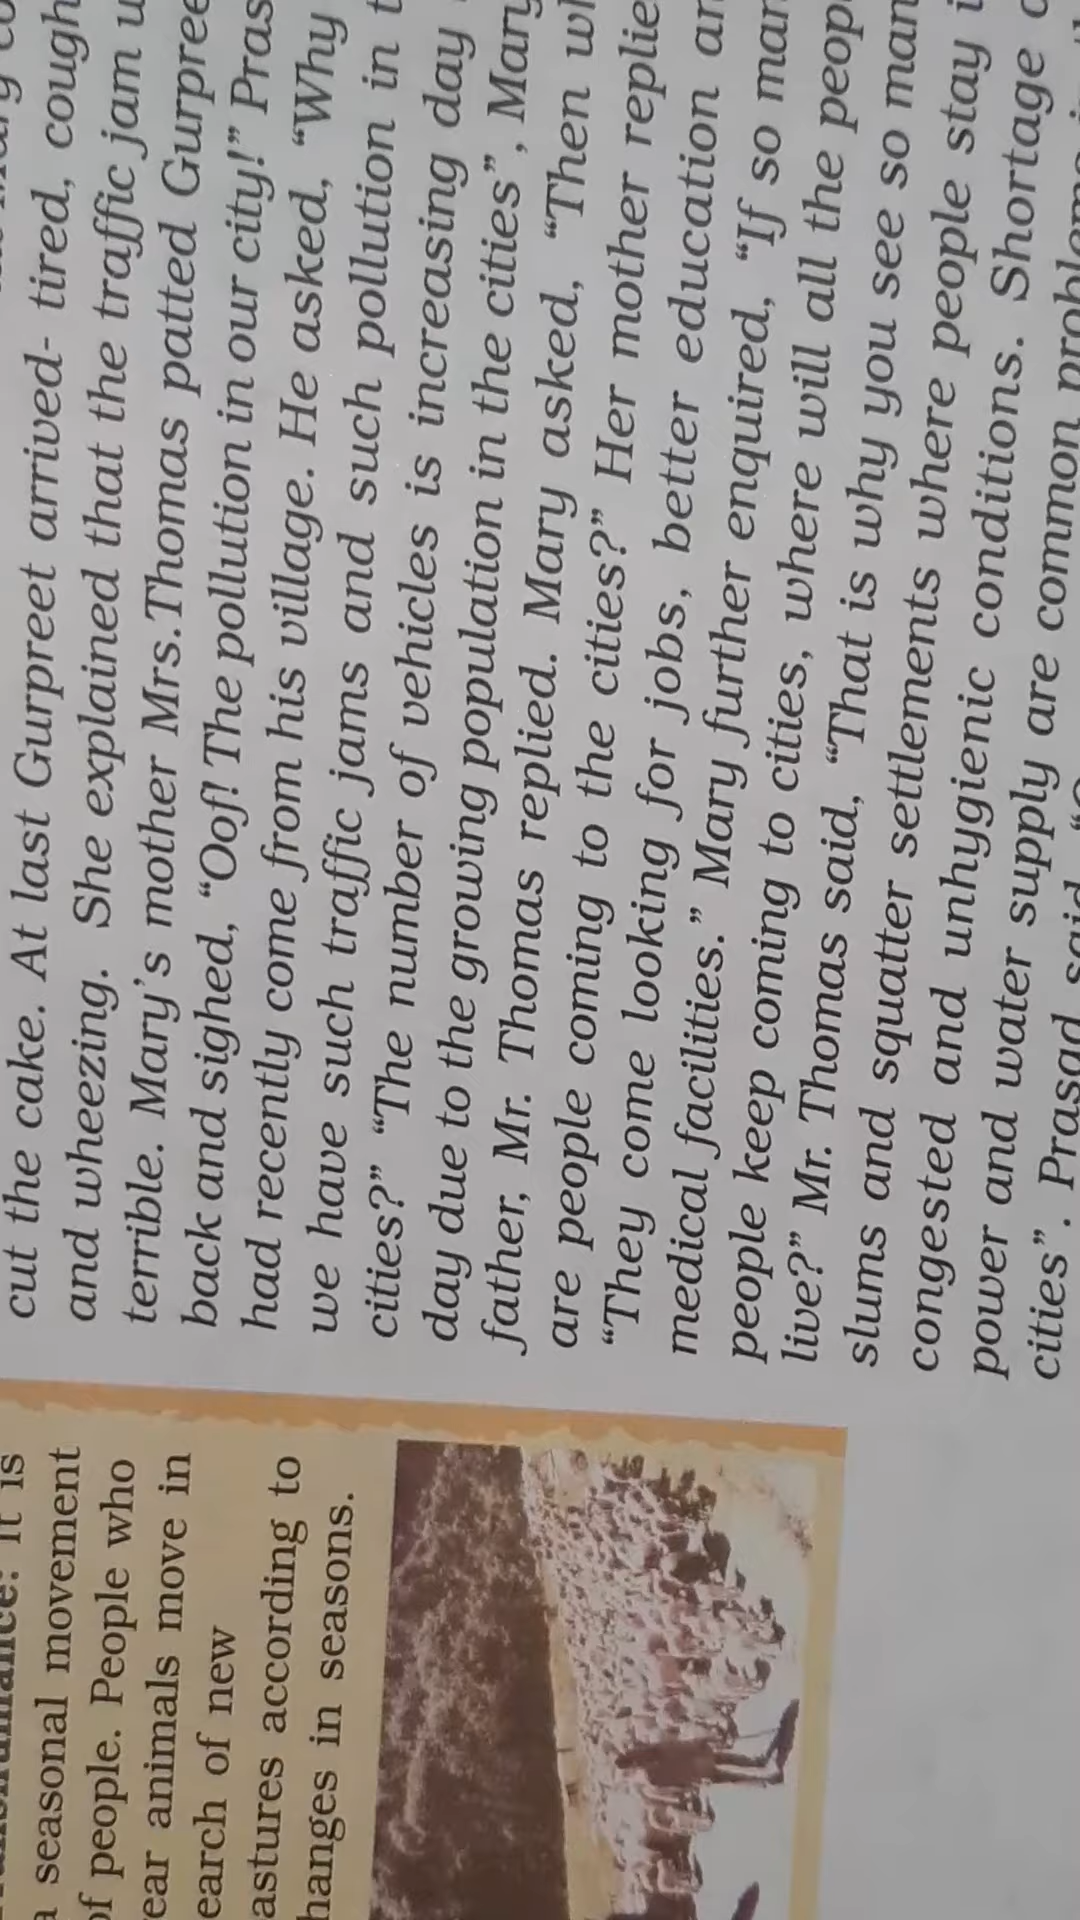 cut the cake. At last Gurpreet arrived- tired, cough
and wheezing. She explained that the traffic jam
terrible. Mary's mother Mrs.Thomas patted Gurpree
back and sighed, "Oof! The pollution in our city!" Pras
had recently come from his village. He asked, "Why
we have such traffic jams and such pollution in t
cities?" "The number of vehicles is increasing day
day due to the growing population in the cities", Mary
father, Mr. Thomas replied. Mary asked, "Then wh
are people coming to the cities?" Her mother replie
"They come looking for jobs, better education an
medical facilities." Mary further enquired, "If so man
people keep coming to cities, where will all the peop
live?" Mr. Thomas said, "That is why you see so man
slums and squatter settlements where people stay i
congested and unhygienic conditions. Shortage o
power and water supply are common problems in
cities". Prasad said,
It is
a seasonal movement
of people. People who
ear animals move in
earch of new
astures according to
hanges in seasons.